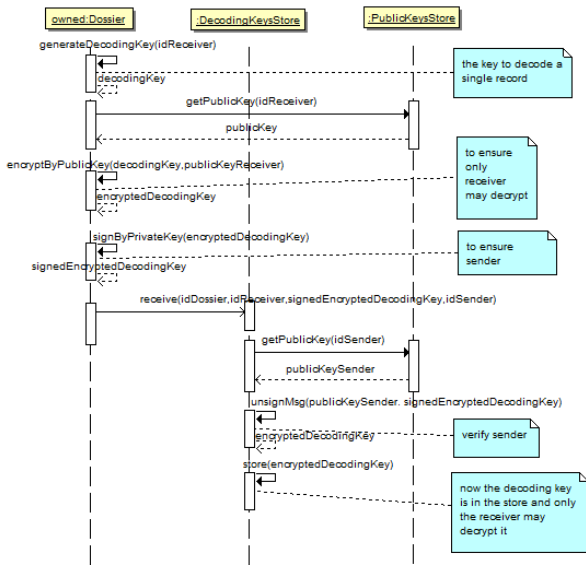 owned:Dossier
:DecodingKeysStore
:PublicKeysStore
generateDecodingKey(idReceiver)
decodingKey
the key to decode a
single record
getPublicKey(idReceiver)
publicKey
encryptByPublicKey(decodingKey,publicKeyReceiver)
encryptedDecodingKey
to ensure
only
receiver
may decrypt
signByPrivateKey(encryptedDecodingKey)
signedEncryptedDecodingKey
to ensure
sender
receive(idDossier,idReceiver,signedEncryptedDecodingKey,idSender)
getPublicKey(idSender)
publicKeySender
unsignMsg(publicKeySender. signedEncryptedDecodingKey)
encryptedDecodingKey
verify sender
store(encryptedDecodingKey)
now the decoding key
is in the store and only
the receiver may
decrypt it